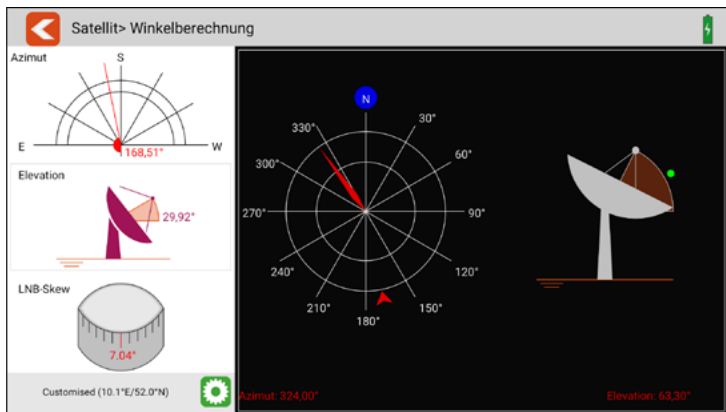 Satellit> Winkelberechnung
Azimut
S
E
W
168,51°
Elevation
29,92°
LNB-Skew
7.04°
Customised (10.1°E/52.0°N)
N
330°
30°
300°
60°
270°
90°
240°
120°
210°
150°
180°
Azimut: 324,00°
Elevation: 63,30°